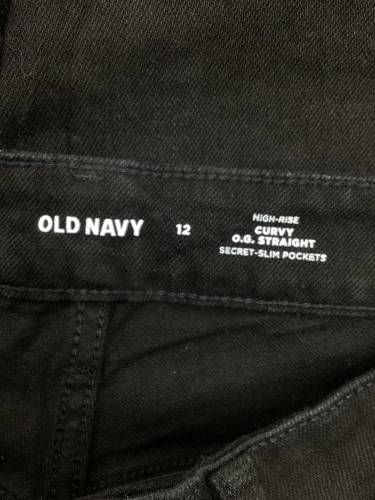 OLD NAVY
12
HIGH-RISE
CURVY
O.G. STRAIGHT
SECRET-SLIM POCKETS